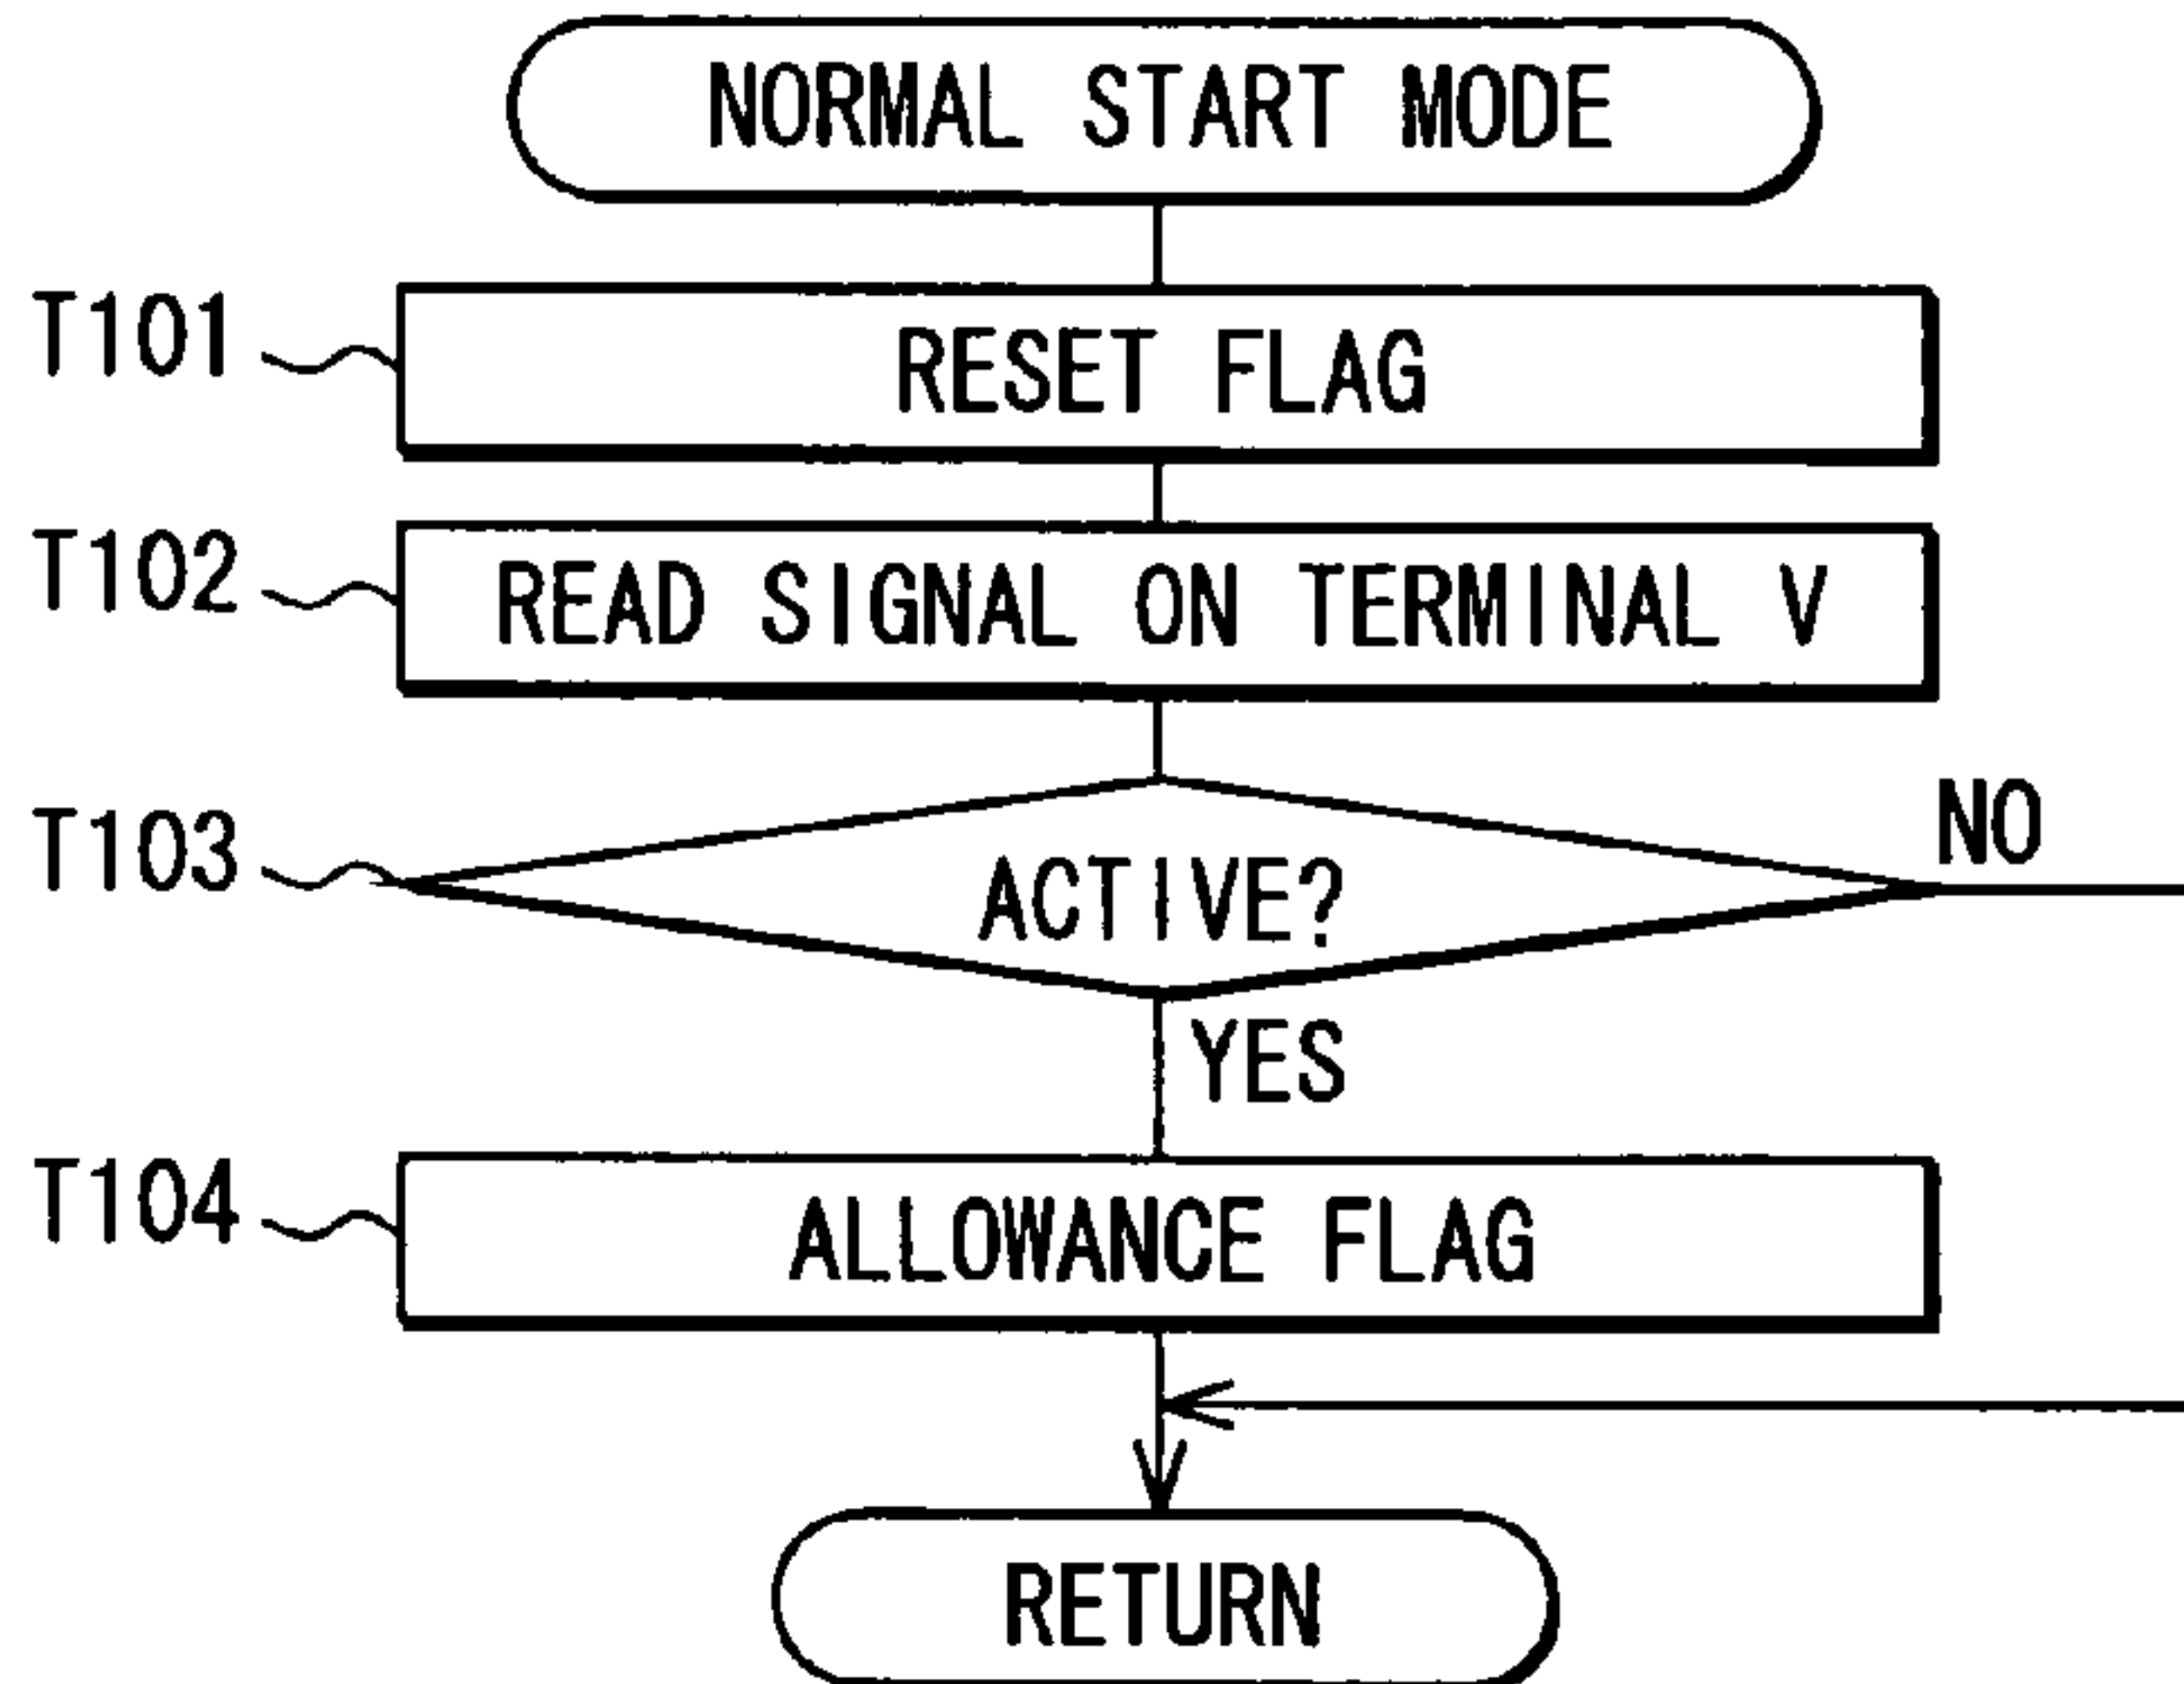 NORMAL START MODE
T101
RESET FLAG
T102
READ SIGNAL ON TERMINAL V
T103
ACTIVE?
NO
YES
T104
ALLOWANCE FLAG
RETURN